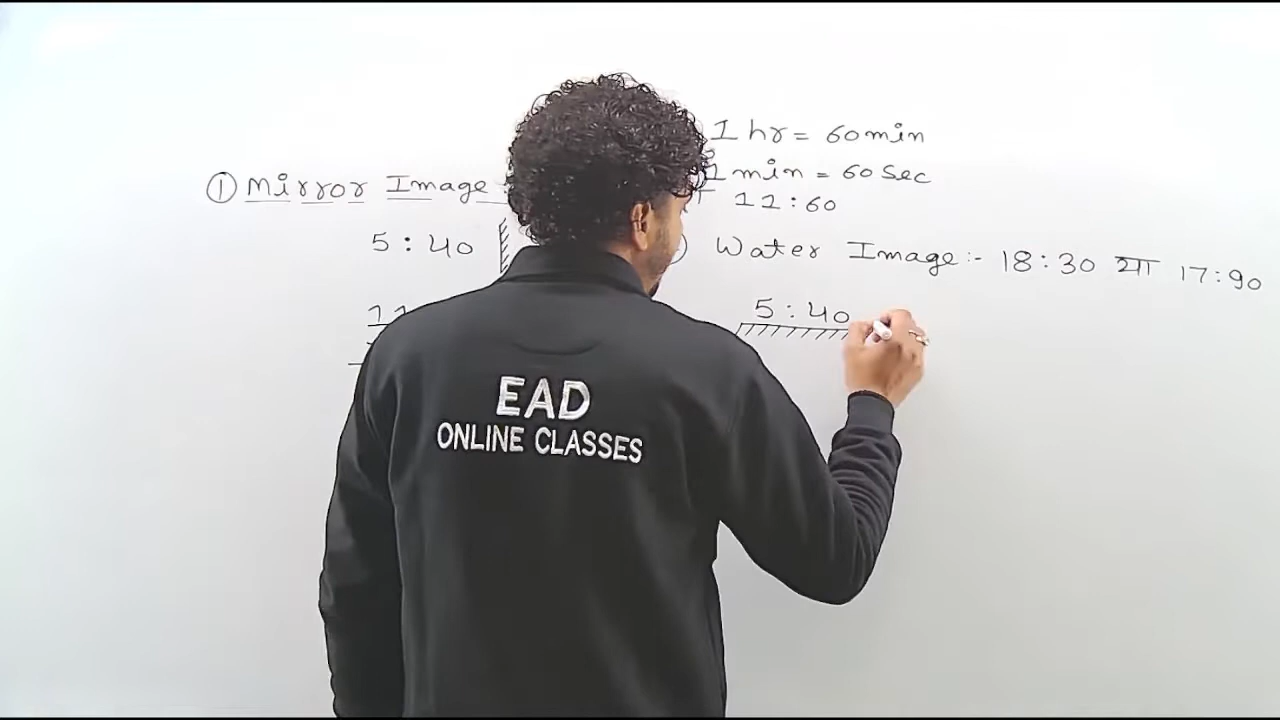 ① Mirror Image
5 : 40
1 hr = 60 min
1 min = 60 Sec
11 : 60
Water Image :- 18 : 30 या 17 : 90
5 : 40
EAD
ONLINE CLASSES